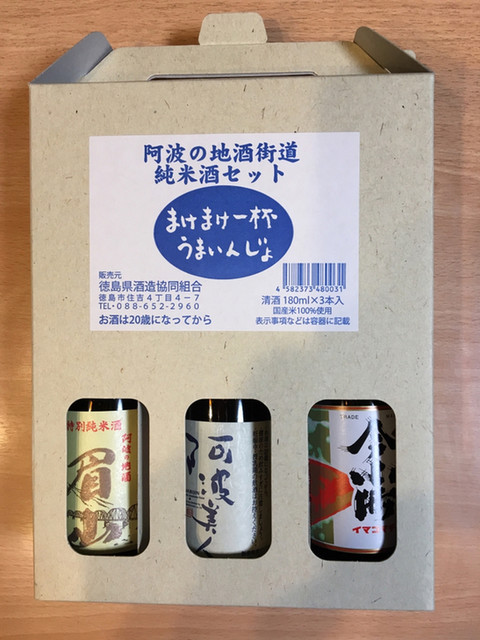 阿波の地酒街道
純米酒セット
まけまけ一杯
うまいんじょ
販売元
徳島県酒造協同組合
徳島市住吉4丁目4-7
TEL・088-652-2960
お酒は20歳になってから
4 582373 480031
清酒 180ml×3本入
国産米100%使用
表示事項などは容器に記載
特別純米酒
阿波の地酒
眉山
阿波美人
TRADE
今小町
イマコ